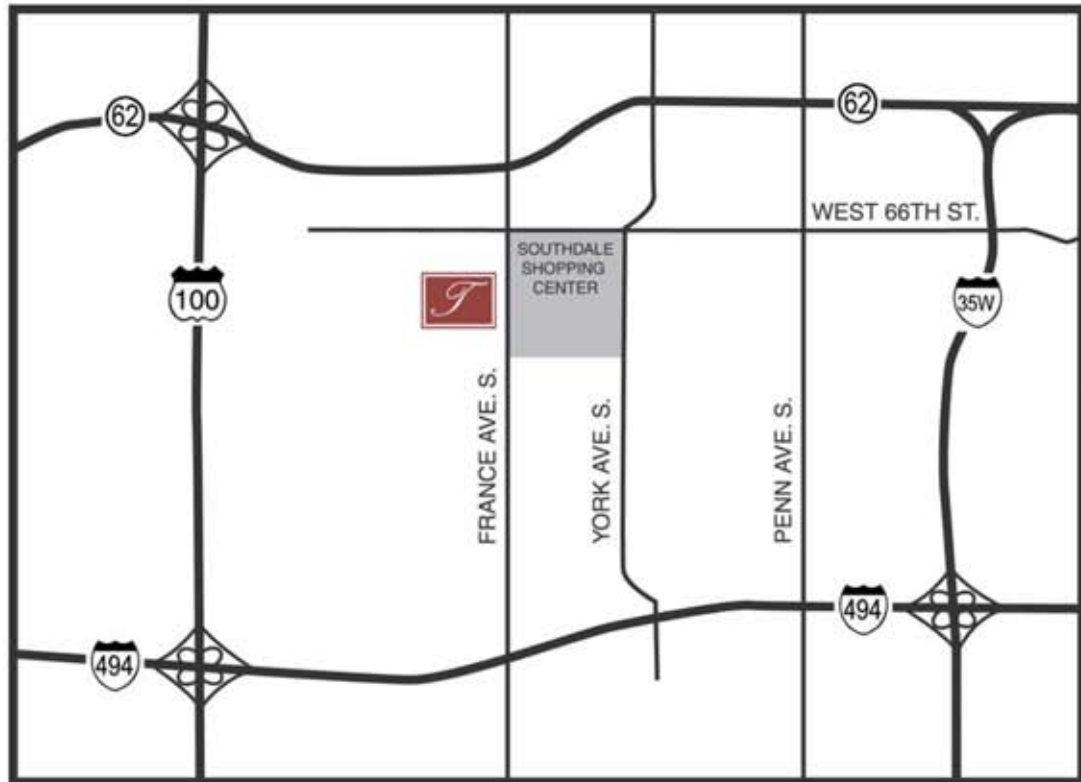 62
62
WEST 66TH ST.
SOUTHDALE
SHOPPING
CENTER
T
100
35W
FRANCE AVE. S.
YORK AVE. S.
PENN AVE. S.
494
494